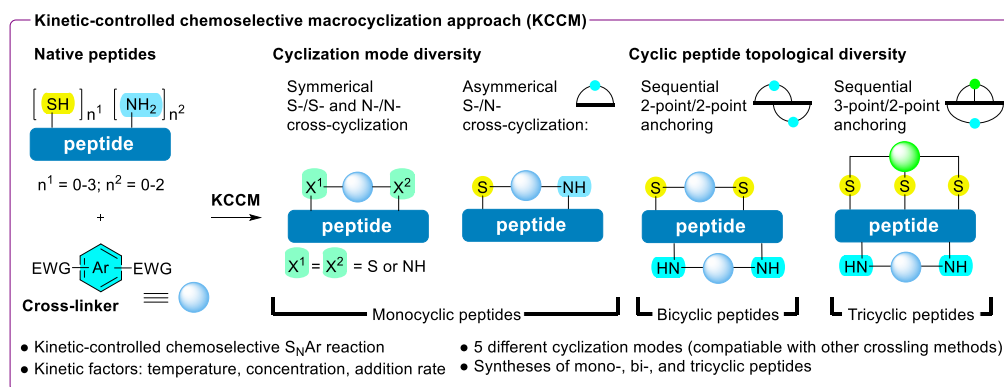 Kinetic-controlled chemoselective macrocyclization approach (KCCM)
Native peptides
SH n¹ NH₂ n²
peptide
n¹ = 0-3; n² = 0-2
+
EWG Ar EWG
Cross-linker
KCCM
Cyclization mode diversity
Symmerical
S-/S- and N-/N-
cross-cyclization
Asymmerical
S-/N-
cross-cyclization:
X¹ X²
peptide
X¹ = X² = S or NH
S NH
peptide
Monocyclic peptides
Cyclic peptide topological diversity
Sequential
2-point/2-point
anchoring
Sequential
3-point/2-point
anchoring
S S
peptide
HN NH
Bicyclic peptides
S S S
peptide
HN NH
Tricyclic peptides
● Kinetic-controlled chemoselective SNAr reaction
● Kinetic factors: temperature, concentration, addition rate
● 5 different cyclization modes (compatiable with other crossling methods)
● Syntheses of mono-, bi-, and tricyclic peptides